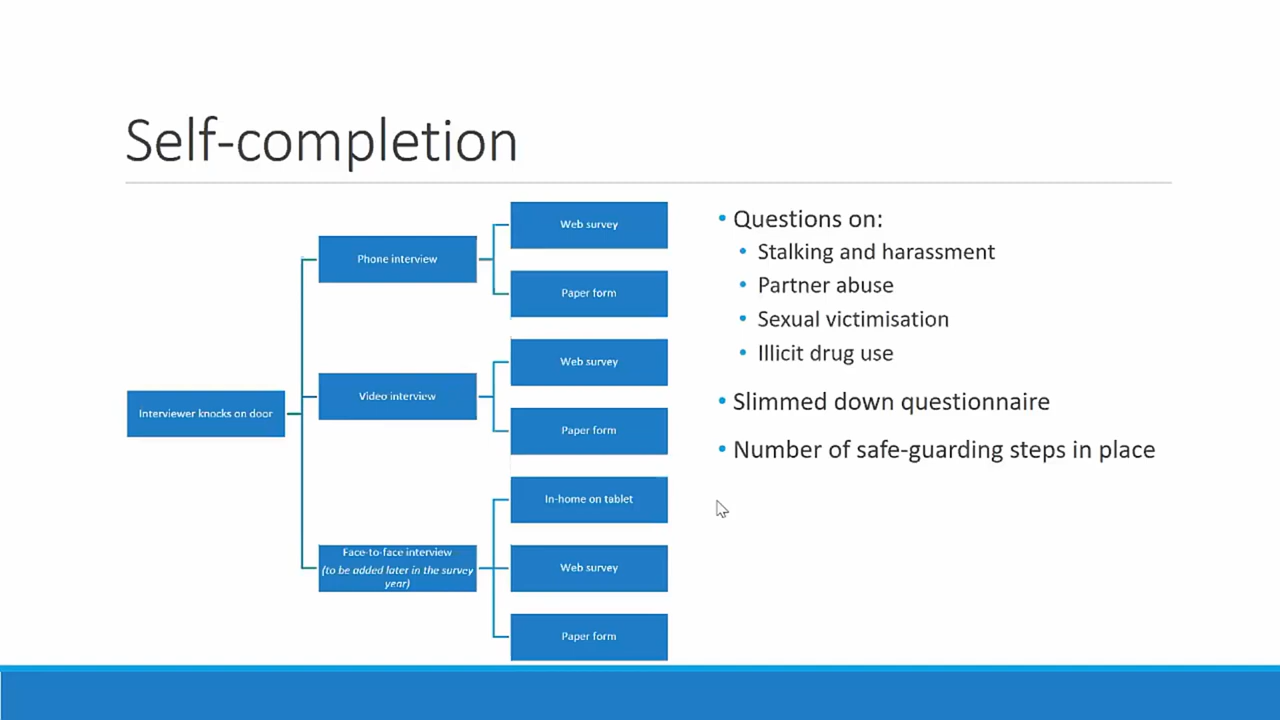 Self-completion
Interviewer knocks on door
Phone interview
Web survey
Paper form
Video interview
Web survey
Paper form
Face-to-face interview
(to be added later in the survey
year)
In-home on tablet
Web survey
Paper form
• Questions on:
• Stalking and harassment
• Partner abuse
• Sexual victimisation
• Illicit drug use
• Slimmed down questionnaire
• Number of safe-guarding steps in place